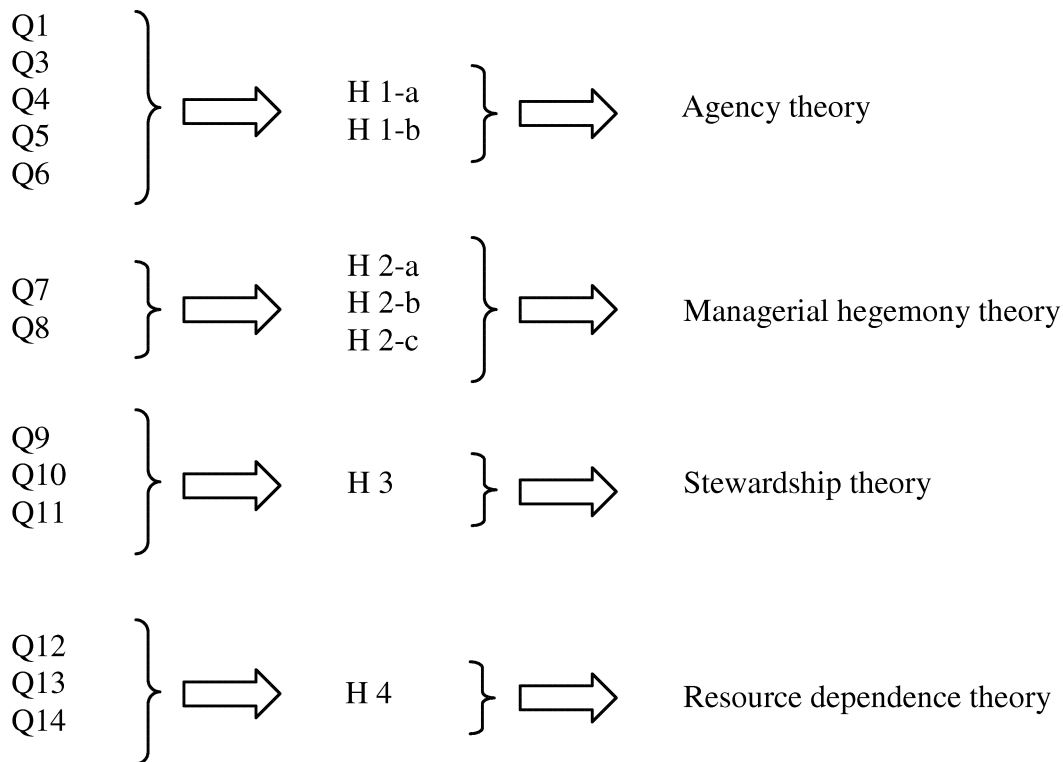 Q1
Q3
Q4
Q5
Q6
H 1-a
H 1-b
Agency theory
Q7
Q8
H 2-a
H 2-b
H 2-c
Managerial hegemony theory
Q9
Q10
Q11
H 3
Stewardship theory
Q12
Q13
Q14
H 4
Resource dependence theory